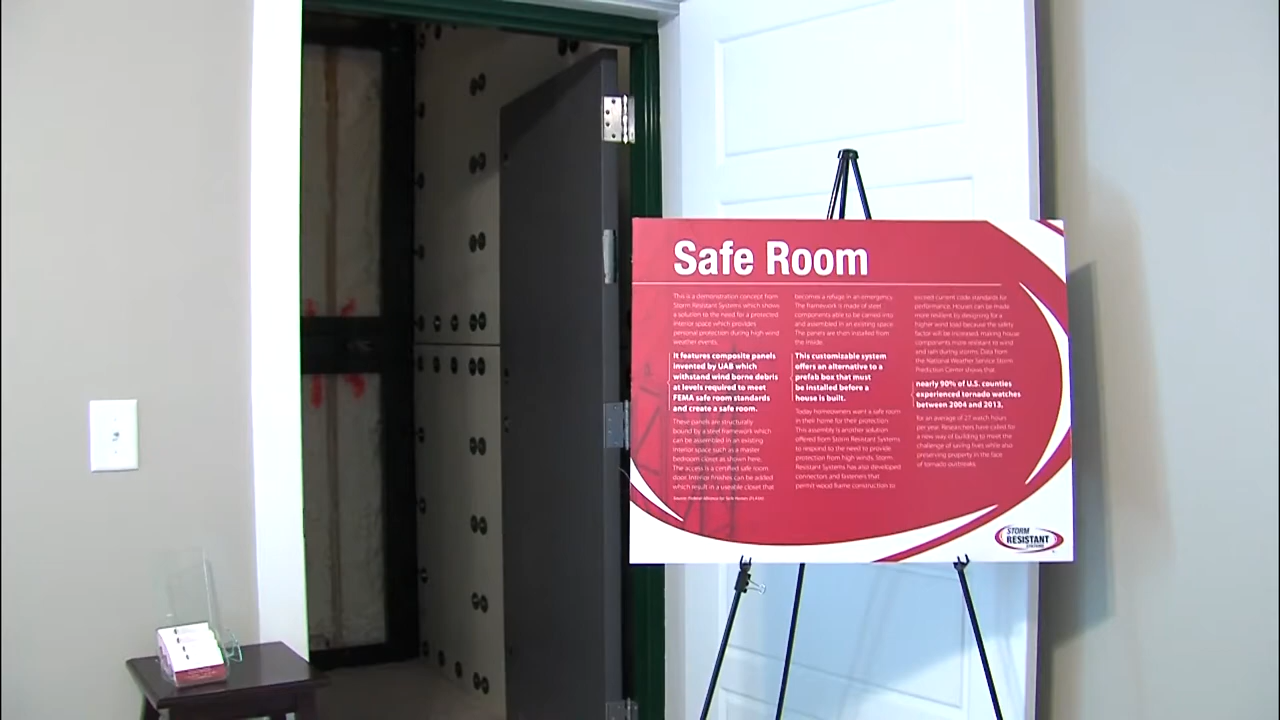 Safe Room
This is a demonstration concept from
Storm Resistant Systems which shows
a solution to the need for a protected
interior space which provides
personal protection during high wind
weather events.
It features composite panels
invented by UAB which
withstand wind borne debris
at levels required to meet
FEMA safe room standards
and create a safe room.
These panels are structurally
bound by a steel framework which
can be assembled in an existing
interior space such as a master
bedroom closet as shown here.
The access is a certified safe room
door. Interior finishes can be added
which result in a useable closet that
Source: Federal Alliance for Safe Homes (FLASH)
becomes a refuge in an emergency.
The framework is made of steel
components able to be carried into
and assembled in an existing space.
The panels are then installed from
the inside.
This customizable system
offers an alternative to a
prefab box that must
be installed before a
house is built.
Today homeowners want a safe room
in their home for their protection.
This assembly is another solution
offered from Storm Resistant Systems
to respond to the need to provide
protection from high winds. Storm
Resistant Systems has also developed
connectors and fasteners that
permit wood frame construction to
exceed current code standards for
performance. Houses can be made
more resilient by designing for a
higher wind load because the safety
factor will be increased, making house
components more resistant to wind
and safe during storms. Data from
the National Weather Service Storm
Prediction Center shows that
nearly 90% of U.S. counties
experienced tornado watches
between 2004 and 2013,
for an average of 27 watch hours
per year. Researchers have called for
a new way of building to meet the
challenge of saving lives while also
preserving property in the face
of tornado outbreaks.
STORM
RESISTANT
SYSTEMS